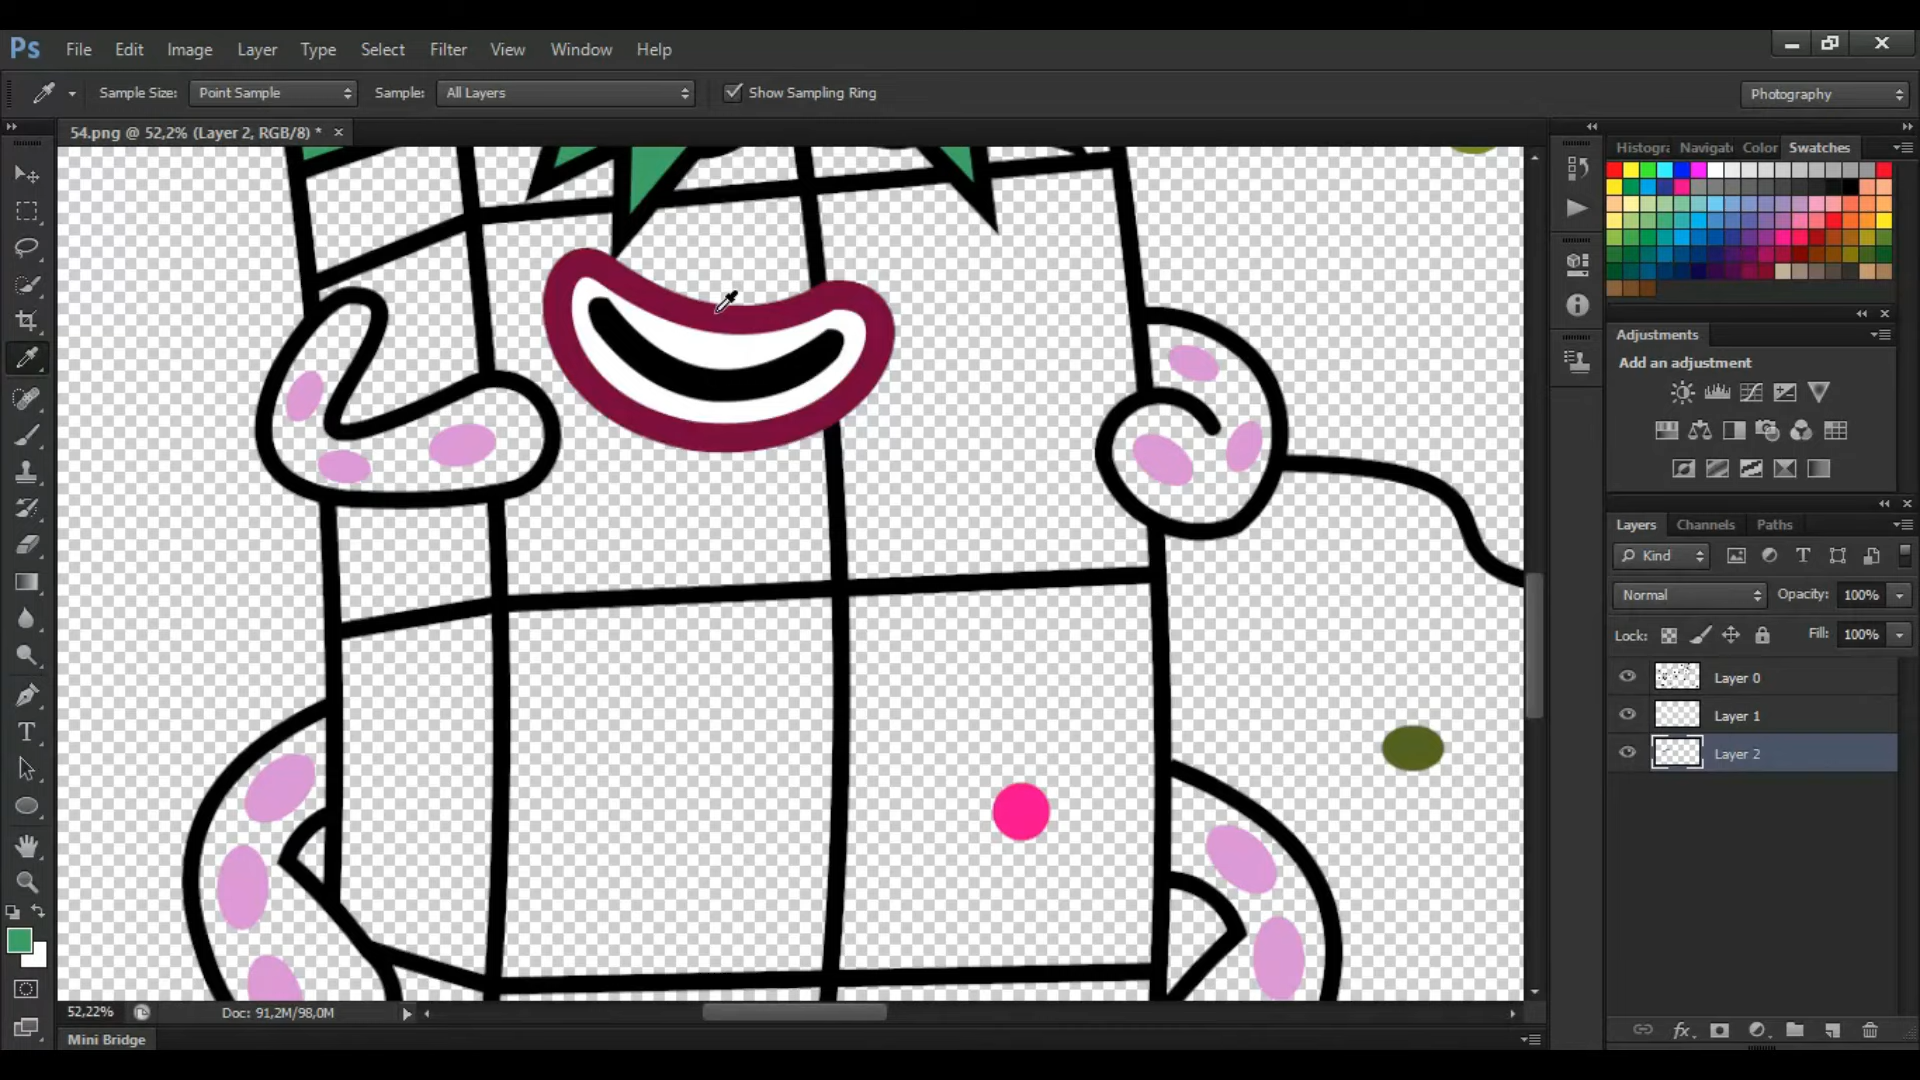 Ps File Edit Image Layer Type Select Filter View Window Help
Sample Size: Point Sample Sample: All Layers Show Sampling Ring Photography
54.png @ 52,2% (Layer 2, RGB/8) * ×
Histogra Navigato Color Swatches
Adjustments
Add an adjustment
Layers Channels Paths
Kind
Normal Opacity: 100%
Lock: Fill: 100%
Layer 0
Layer 1
Layer 2
T
52,22% Doc: 91,2M/98,0M
fx
Mini Bridge